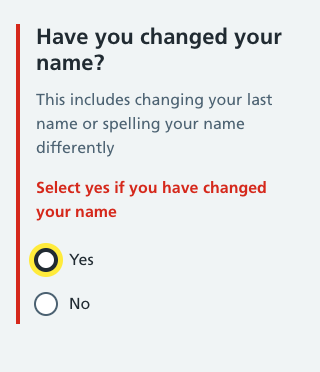 Have you changed your
name?
This includes changing your last
name or spelling your name
differently
Select yes if you have changed
your name
Yes
No